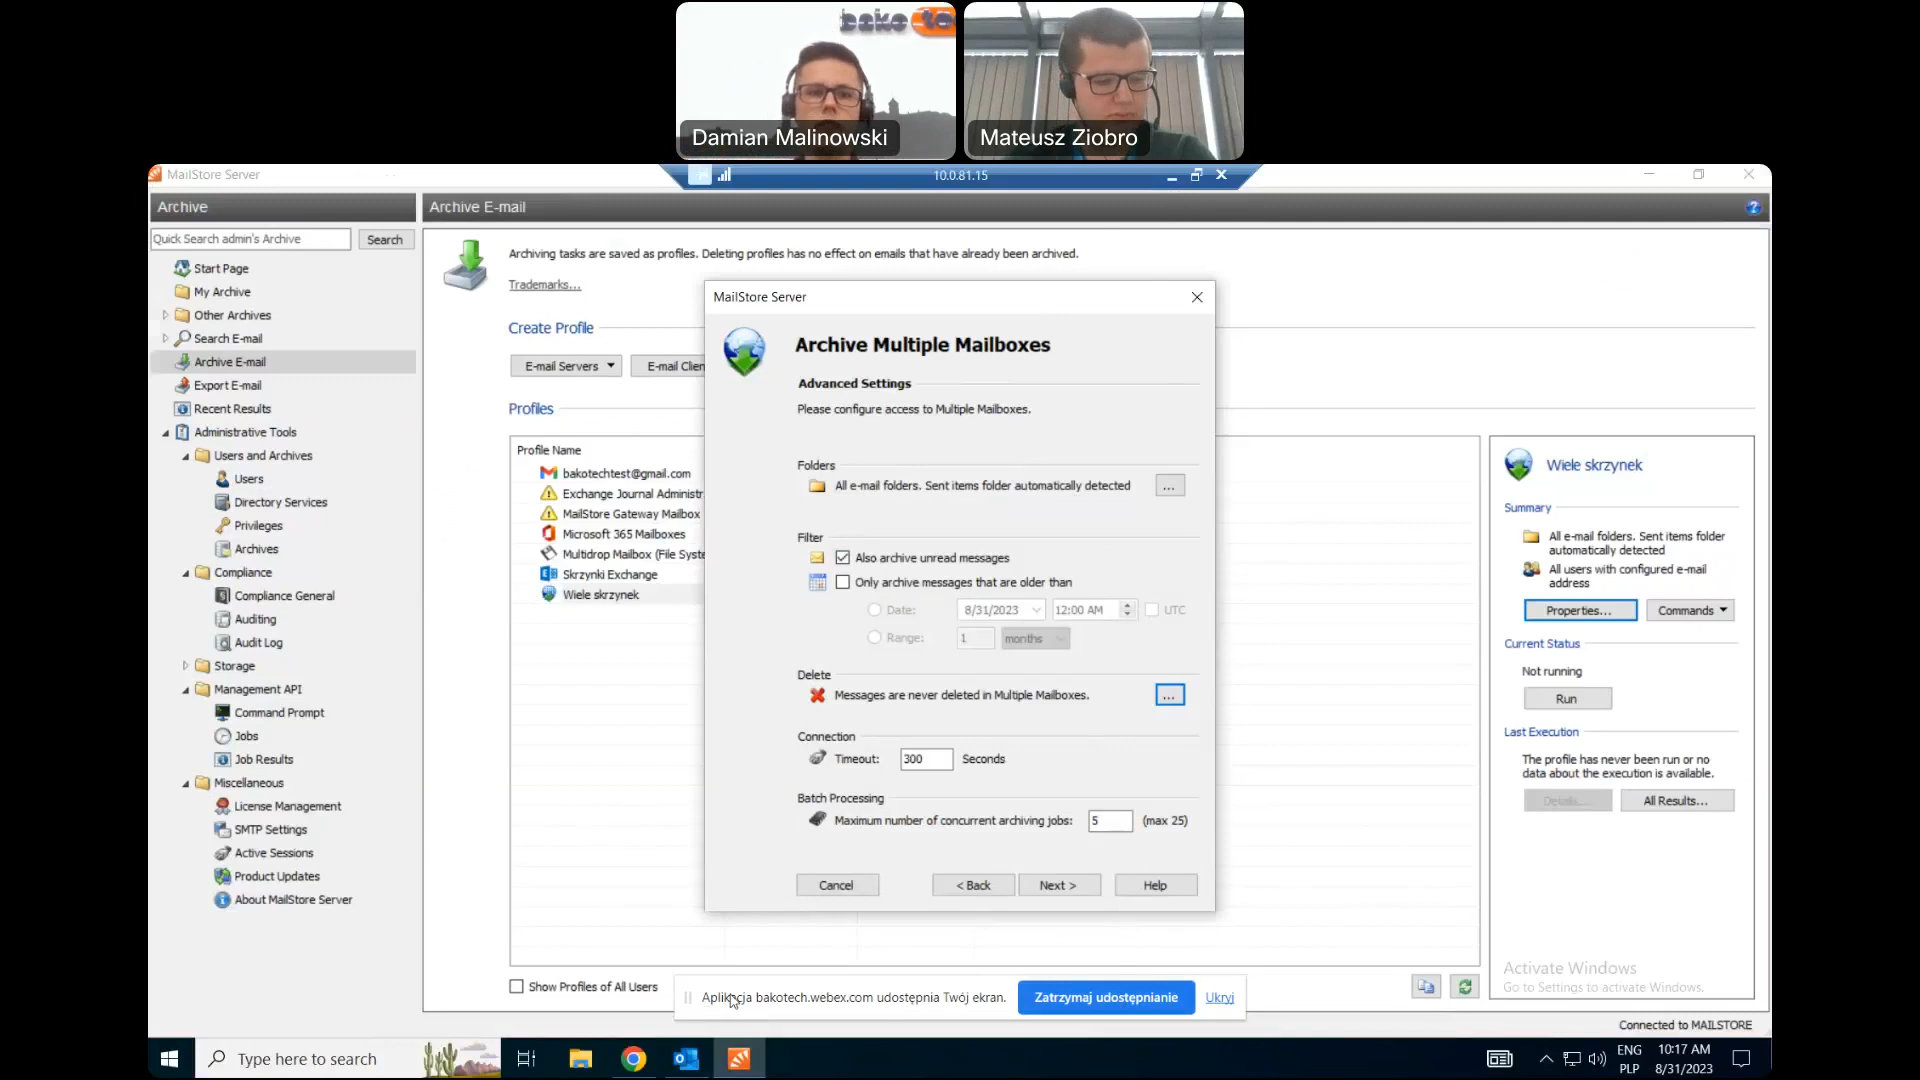 bako
Damian Malinowski
Mateusz Ziobro
MailStore Server
10.0.81.15
Archive
Archive E-mail
Quick Search admin's Archive
Search
Start Page
My Archive
Other Archives
Search E-mail
Archive E-mail
Export E-mail
Recent Results
Administrative Tools
Users and Archives
Users
Directory Services
Privileges
Archives
Compliance
Compliance General
Auditing
Audit Log
Storage
Management API
Command Prompt
Jobs
Job Results
Miscellaneous
License Management
SMTP Settings
Active Sessions
Product Updates
About MailStore Server
Archiving tasks are saved as profiles. Deleting profiles has no effect on emails that have already been archived.
Trademarks...
Create Profile
E-mail Servers
E-mail Clien
Profiles
Profile Name
bakotechtest@gmail.com
Exchange Journal Administr
MailStore Gateway Mailbox
Microsoft 365 Mailboxes
Multidrop Mailbox (File Syste
Skrzynki Exchange
Wiele skrzynek
Show Profiles of All Users
MailStore Server
Archive Multiple Mailboxes
Advanced Settings
Please configure access to Multiple Mailboxes.
Folders
All e-mail folders. Sent items folder automatically detected
...
Filter
Also archive unread messages
Only archive messages that are older than
Date: 8/31/2023 12:00 AM UTC
Range: 1 months
Delete
Messages are never deleted in Multiple Mailboxes.
...
Connection
Timeout: 300 Seconds
Batch Processing
Maximum number of concurrent archiving jobs: 5 (max 25)
Cancel
< Back
Next >
Help
Wiele skrzynek
Summary
All e-mail folders. Sent items folder
automatically detected
All users with configured e-mail
address
Properties...
Commands
Current Status
Not running
Run
Last Execution
The profile has never been run or no
data about the execution is available.
Details...
All Results...
Activate Windows
Go to Settings to activate Windows.
Aplikacja bakotech.webex.com udostępnia Twój ekran.
Zatrzymaj udostępnianie
Ukryj
Connected to MAILSTORE
Type here to search
ENG
PLP
10:17 AM
8/31/2023